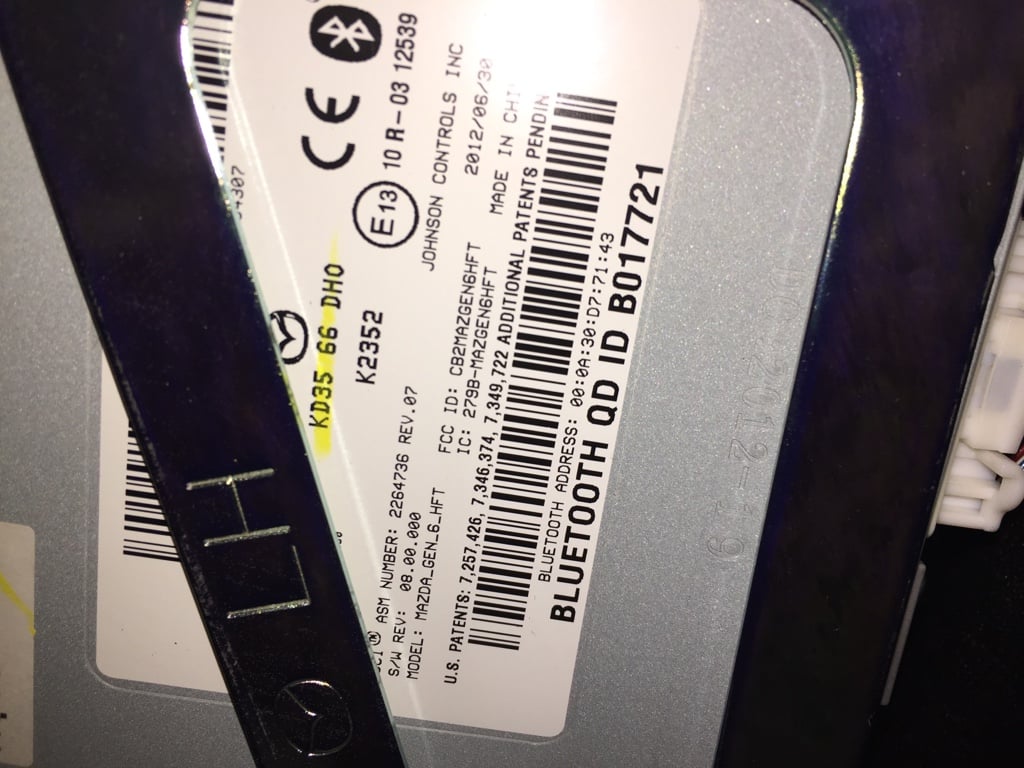 KD35 66 DH0
K2352
E13 10 R-03 12539
JCI® ASM NUMBER: 2264736 REV.07
S/W REV: 08.00.000
MODEL: MAZDA_GEN_6_HFT
JOHNSON CONTROLS INC
FCC ID: CB2MAZGEN6HFT 2012/06/30
IC: 279B-MAZGEN6HFT MADE IN
U.S. PATENTS: 7,257,426, 7,346,374, 7,349,722 ADDITIONAL PATENTS
BLUETOOTH ADDRESS: 00:0A:30:D7:71:43
BLUETOOTH QD ID B017721
LH